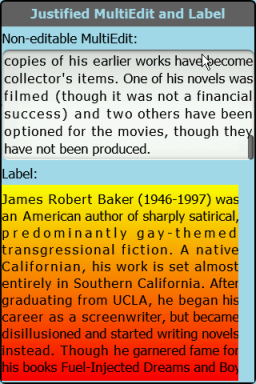 Justified MultiEdit and Label
Non-editable MultiEdit:
copies of his earlier works have become
collector's items. One of his novels was
filmed (though it was not a financial
success) and two others have been
optioned for the movies, though they
have not been produced.
Label:
James Robert Baker (1946-1997) was
an American author of sharply satirical,
predominantly gay-themed
transgressional fiction. A native
Californian, his work is set almost
entirely in Southern California. After
graduating from UCLA, he began his
career as a screenwriter, but became
disillusioned and started writing novels
instead. Though he garnered fame for
his books Fuel-Injected Dreams and Boy